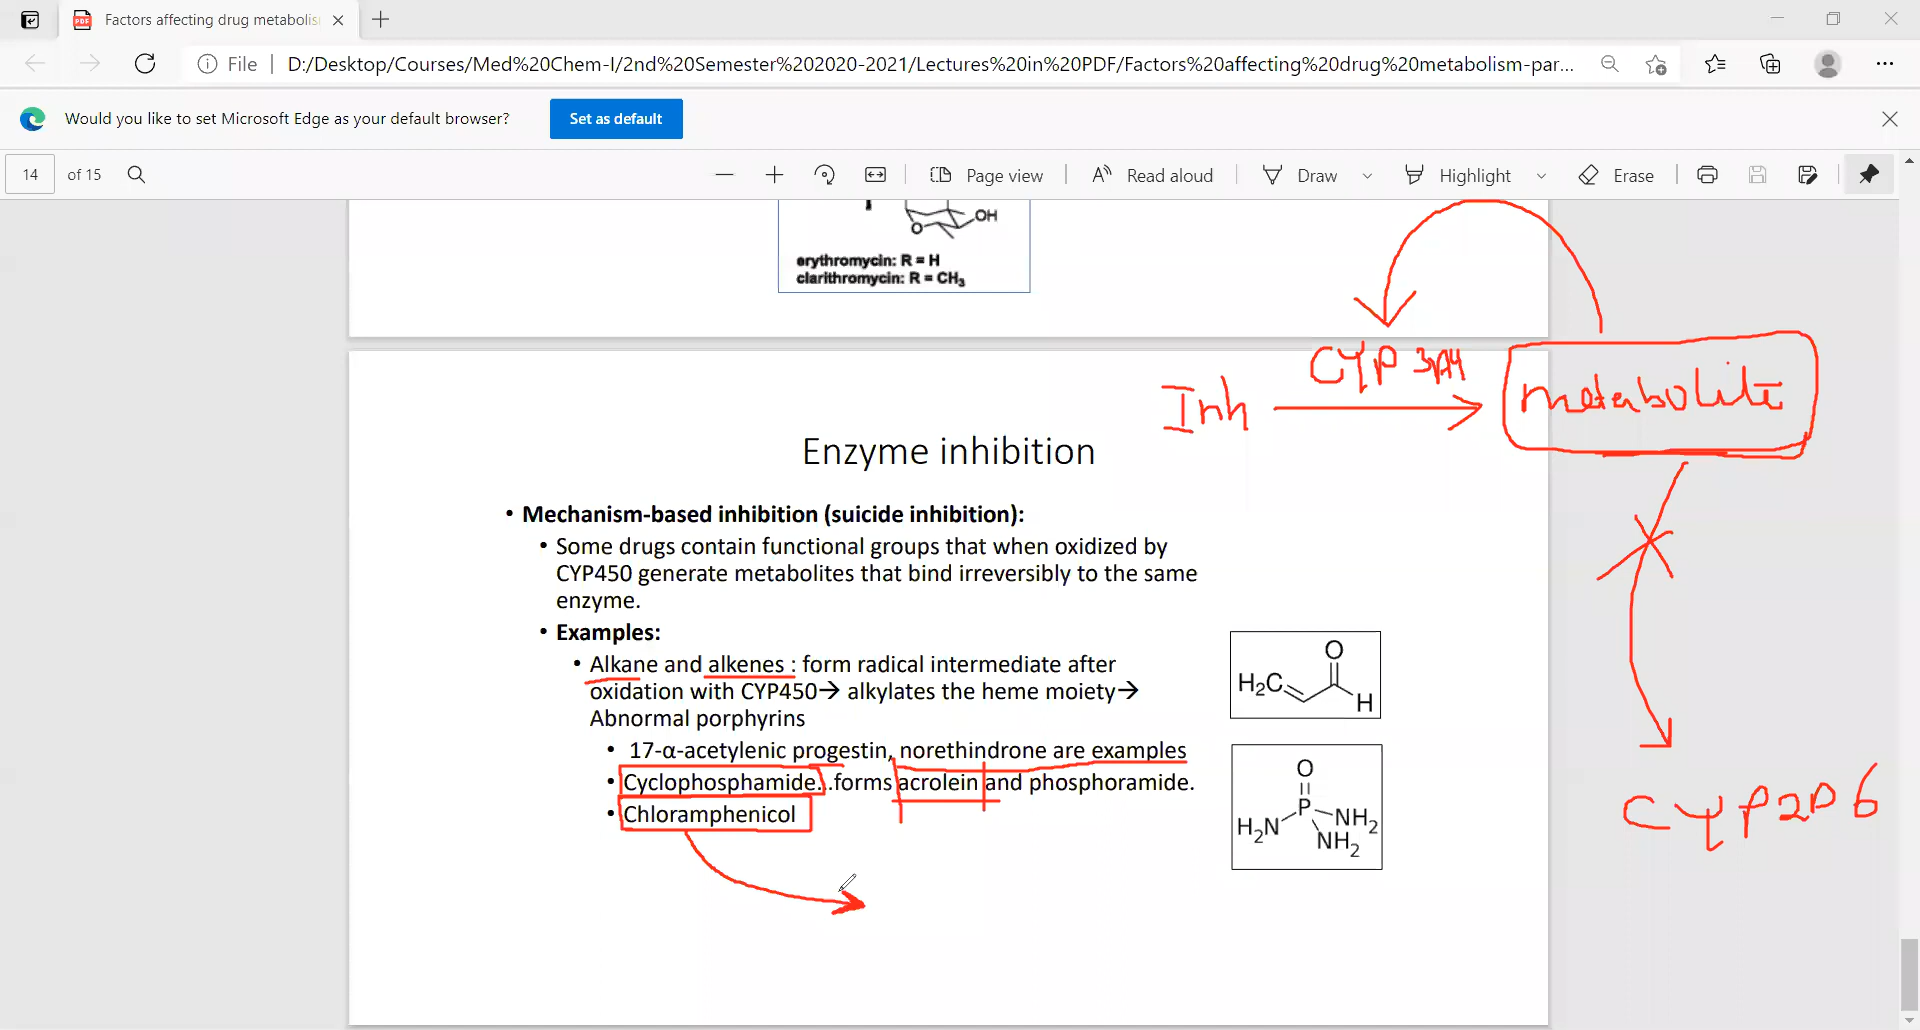 Factors affecting drug metabolis
File
D:/Desktop/Courses/Med%20Chem-I/2nd%20Semester%202020-2021/Lectures%20in%20PDF/Factors%20affecting%20drug%20metabolism-par...
Would you like to set Microsoft Edge as your default browser?
Set as default
14 of 15
Page view
Read aloud
Draw
Highlight
Erase
OH
O
erythromycin: R = H
clarithromycin: R = CH₃
Inh
CYP 3A4
metabolite
Enzyme inhibition
• Mechanism-based inhibition (suicide inhibition):
• Some drugs contain functional groups that when oxidized by
CYP450 generate metabolites that bind irreversibly to the same
enzyme.
• Examples:
• Alkane and alkenes : form radical intermediate after
oxidation with CYP450→ alkylates the heme moiety→
Abnormal porphyrins
• 17-α-acetylenic progestin, norethindrone are examples
• Cyclophosphamide...forms acrolein and phosphoramide.
• Chloramphenicol
O
H₂C
H
O
P
H₂N
NH₂
NH₂
CYP2D6